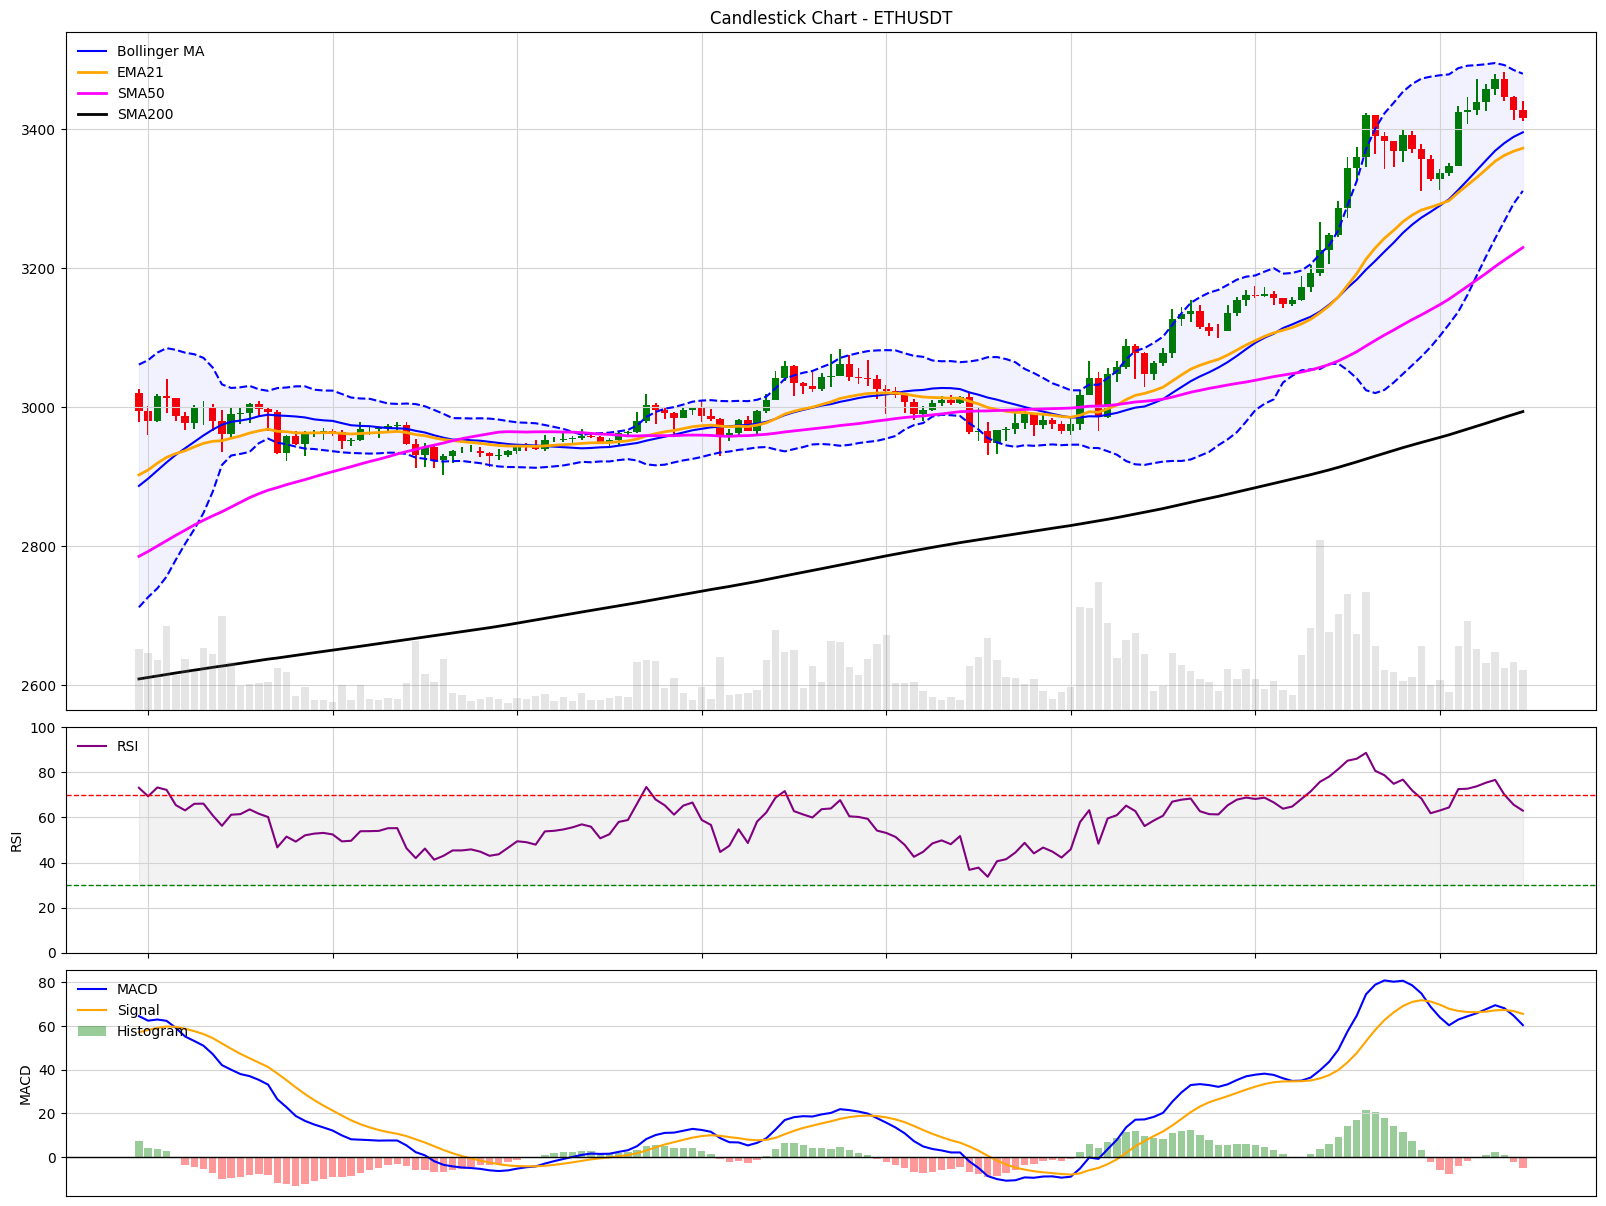 Candlestick Chart - ETHUSDT
Bollinger MA
EMA21
SMA50
SMA200
3400
3200
3000
2800
2600
100
80
60
40
20
0
RSI
RSI
80
60
40
20
0
MACD
MACD
Signal
Histogram